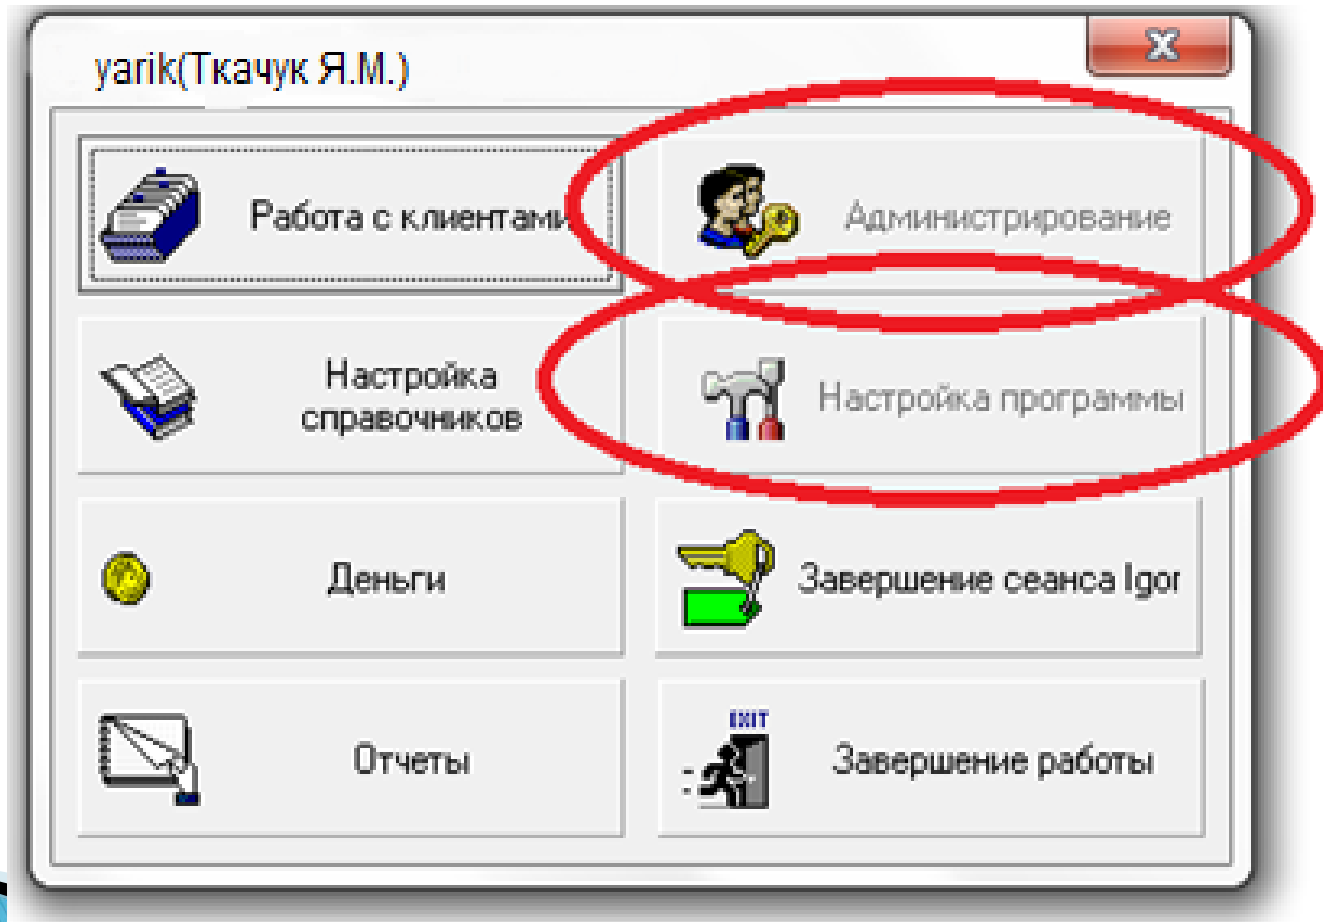 yarik(Ткачук Я.М.)
Работа с клиентами
Администрирование
Настройка
справочников
Настройка программы
Деньги
Завершение сеанса Igor
Отчеты
EXIT
Завершение работы